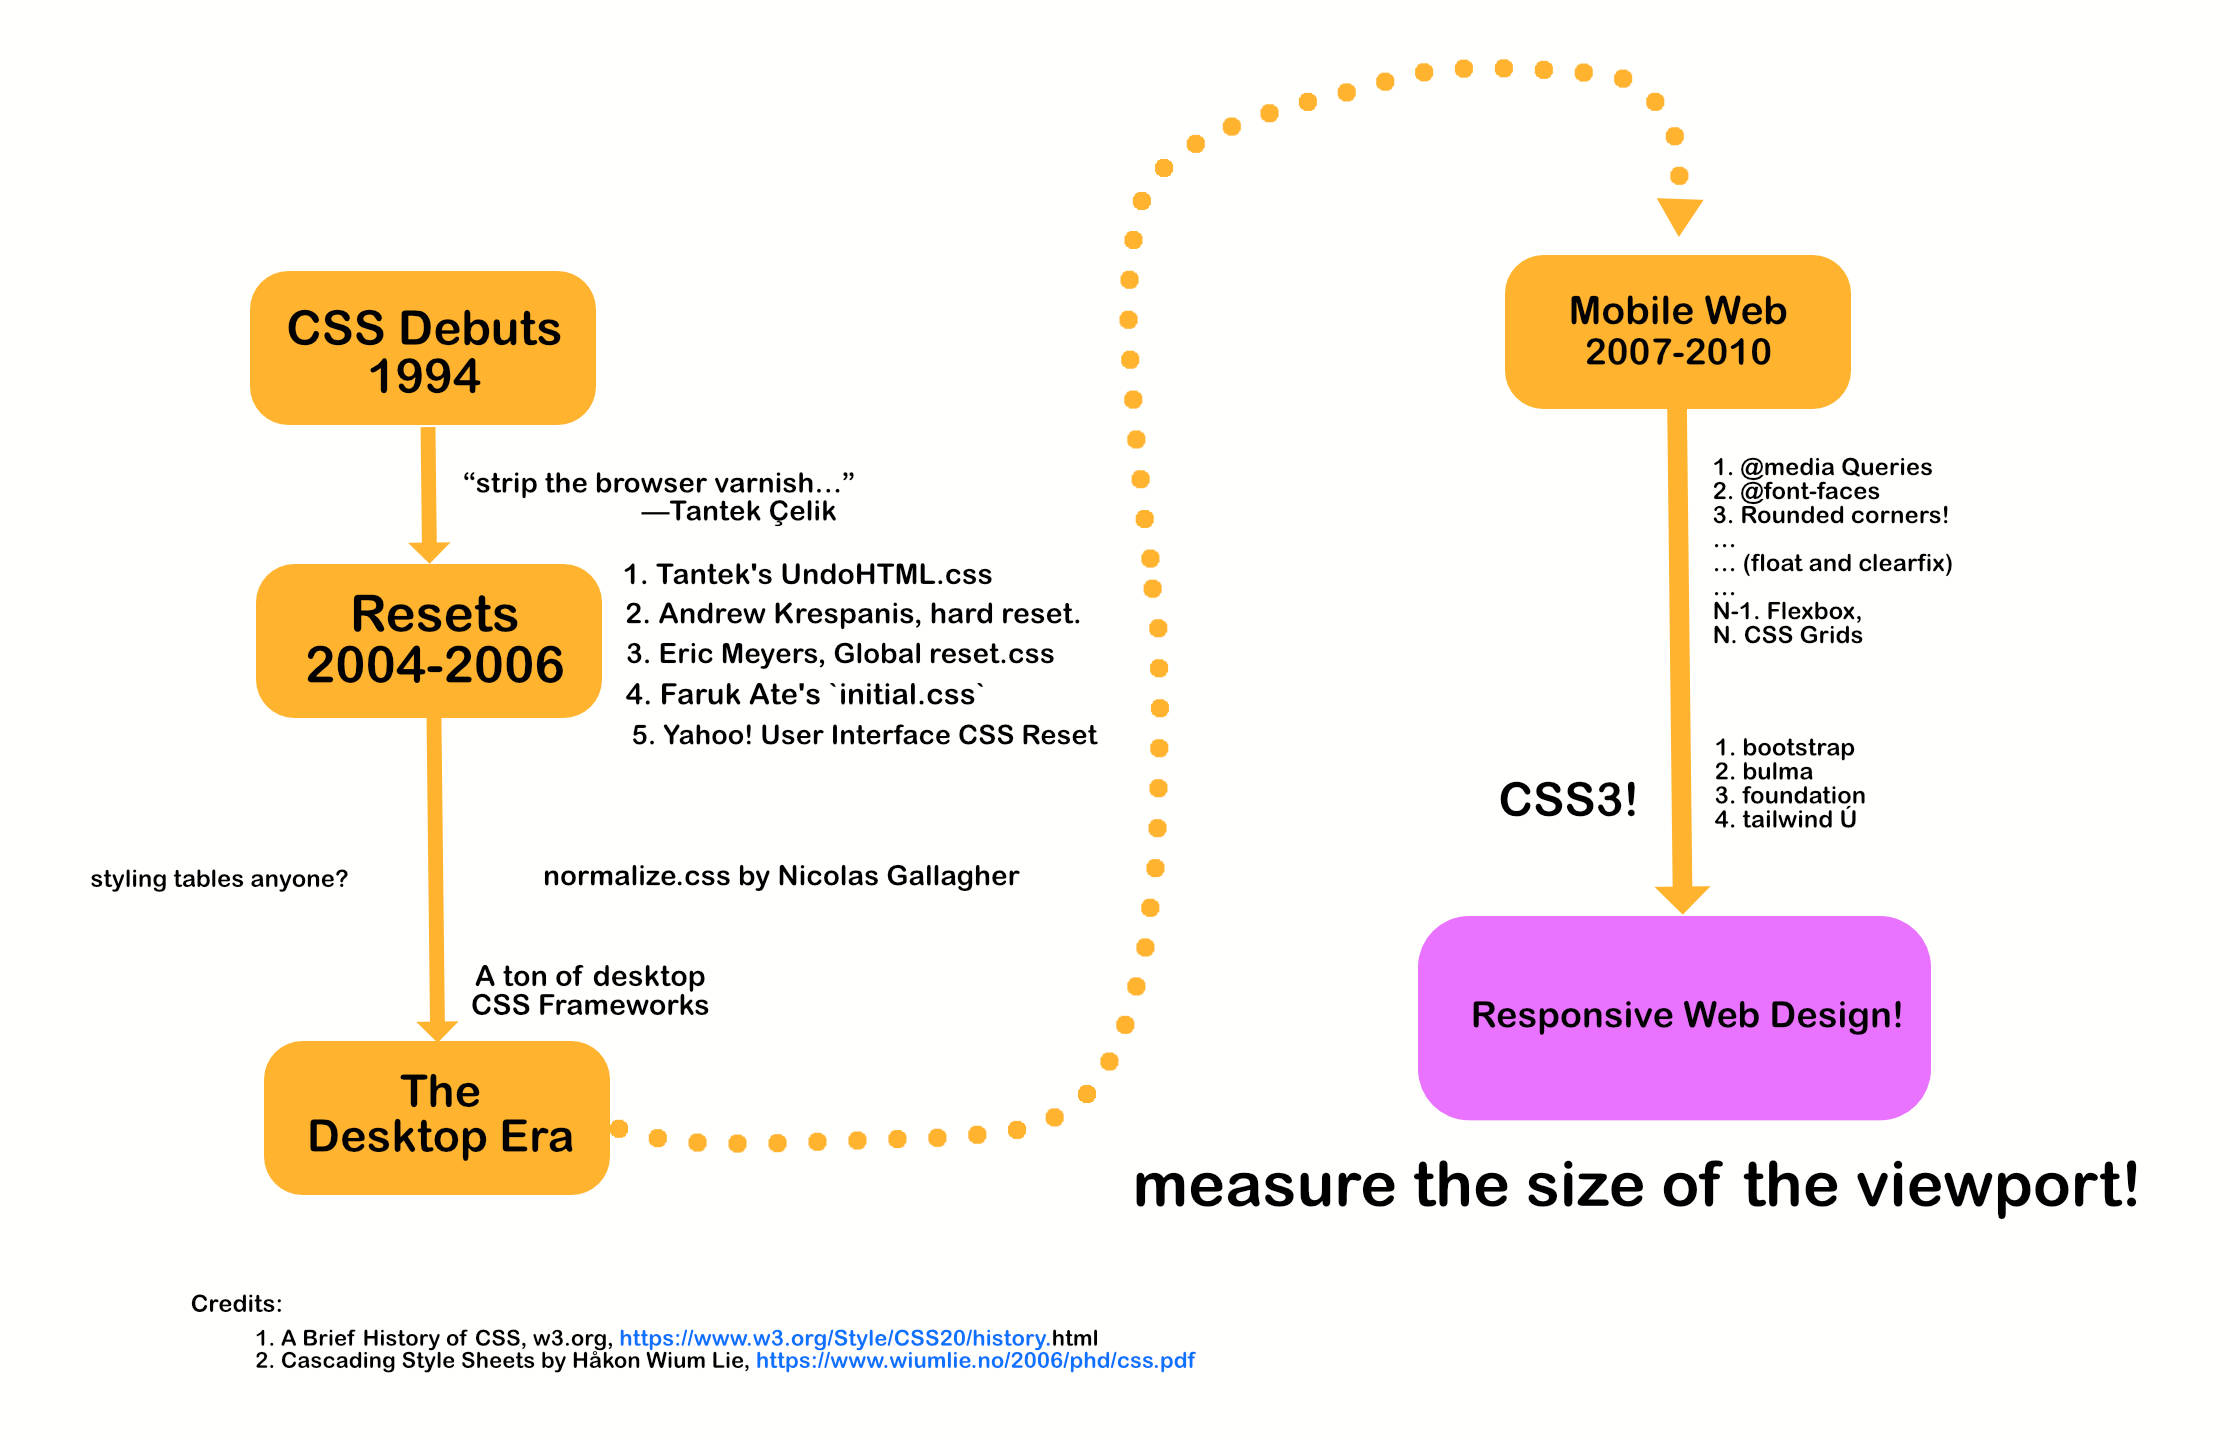 CSS Debuts
1994
“strip the browser varnish...”
—Tantek Çelik
Resets
2004-2006
1. Tantek's UndoHTML.css
2. Andrew Krespanis, hard reset.
3. Eric Meyers, Global reset.css
4. Faruk Ate's `initial.css`
5. Yahoo! User Interface CSS Reset
styling tables anyone?
normalize.css by Nicolas Gallagher
A ton of desktop
CSS Frameworks
The
Desktop Era
Mobile Web
2007-2010
1. @media Queries
2. @font-faces
3. Rounded corners!
...
... (float and clearfix)
...
N-1. Flexbox,
N. CSS Grids
CSS3!
1. bootstrap
2. bulma
3. foundation
4. tailwind Ú
Responsive Web Design!
measure the size of the viewport!
Credits:
1. A Brief History of CSS, w3.org, https://www.w3.org/Style/CSS20/history.html
2. Cascading Style Sheets by Håkon Wium Lie, https://www.wiumlie.no/2006/phd/css.pdf